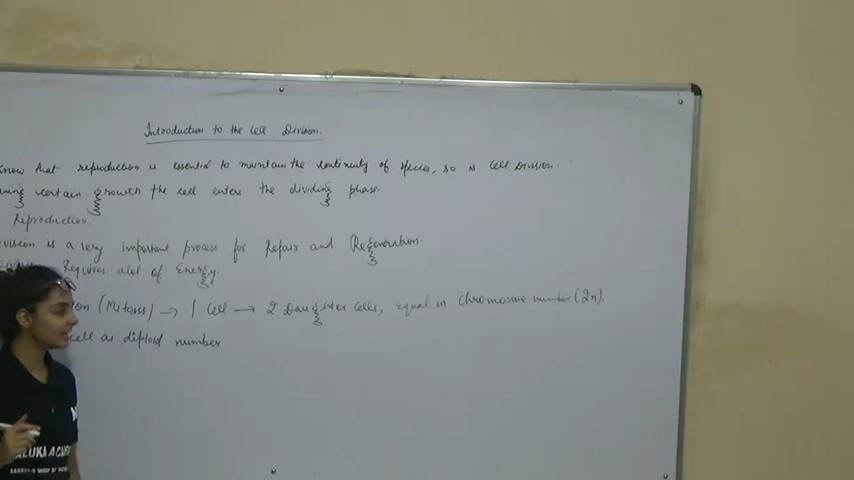 Introduction to the Cell Division.
know that reproduction is essential to maintain the continuity of species, so is cell Division.
certain growth the cell enters the dividing phase.
Reproduction.
is a very important process for Repair and Regeneration.
Requires alot of Energy.
(Mitosis) → 1 Cell → 2 Daughter cells, equal in chromosome number (2n).
cell as diploid number